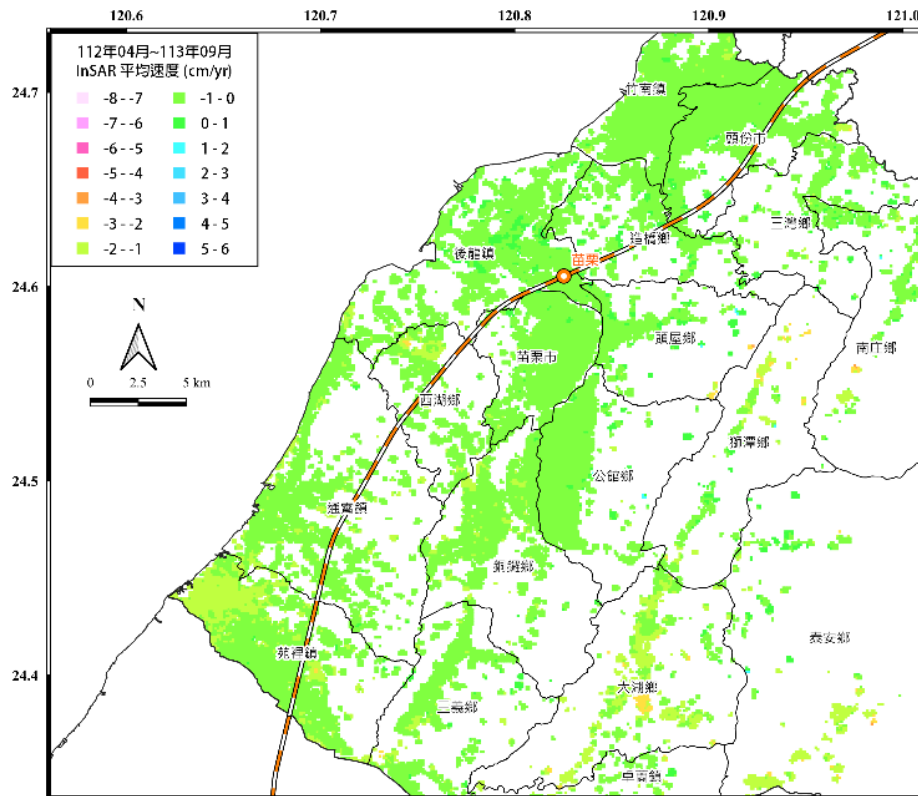 120.6 120.7 120.8 120.9 121.0
112年04月~113年09月
InSAR 平均速度 (cm/yr)
-8 - -7 -1 - 0
-7 - -6 0 - 1
-6 - -5 1 - 2
-5 - -4 2 - 3
-4 - -3 3 - 4
-3 - -2 4 - 5
-2 - -1 5 - 6
24.7
竹南鎮
頭份市
三灣鄉
造橋鄉
後龍鎮
苗栗
24.6
N
頭屋鄉
南庄鄉
苗栗市
0 2.5 5 km
西湖鄉
獅潭鄉
24.5
公館鄉
通霄鎮
銅鑼鄉
泰安鄉
苑裡鎮
24.4
大湖鄉
三義鄉
卓蘭鎮